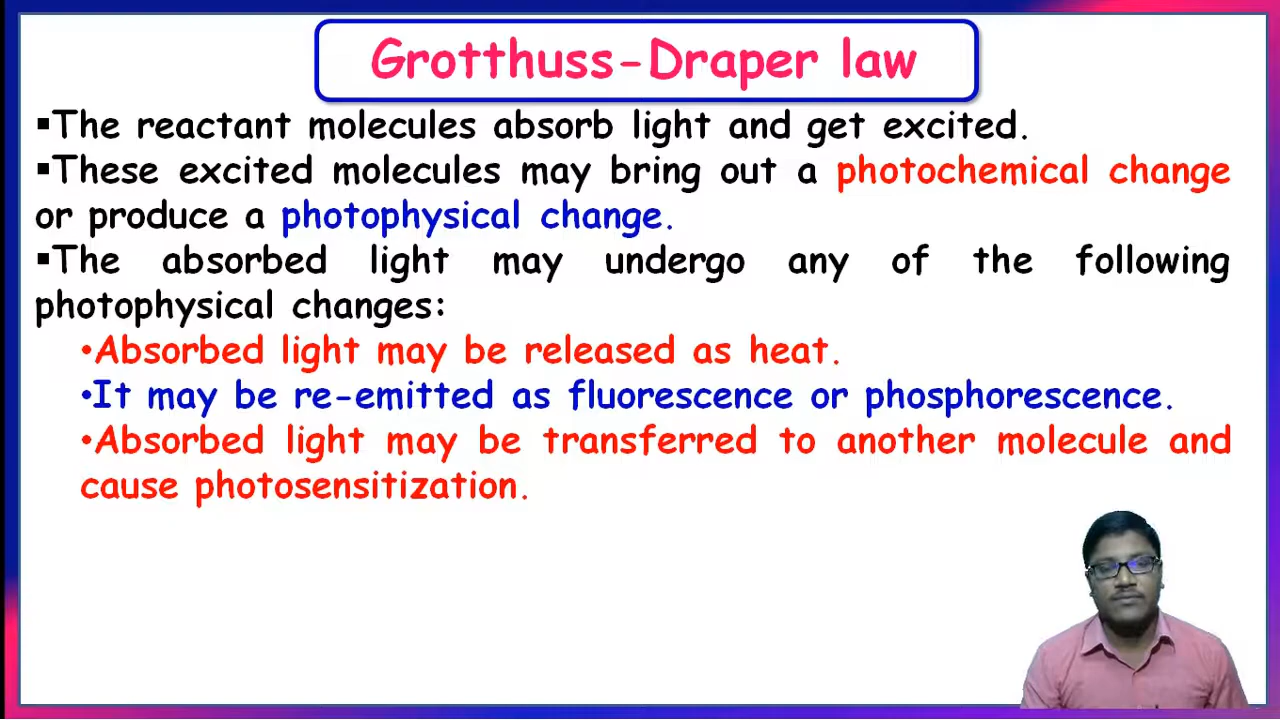 Grotthuss-Draper law
▪The reactant molecules absorb light and get excited.
▪These excited molecules may bring out a photochemical change
or produce a photophysical change.
▪The absorbed light may undergo any of the following
photophysical changes:
•Absorbed light may be released as heat.
•It may be re-emitted as fluorescence or phosphorescence.
•Absorbed light may be transferred to another molecule and
cause photosensitization.